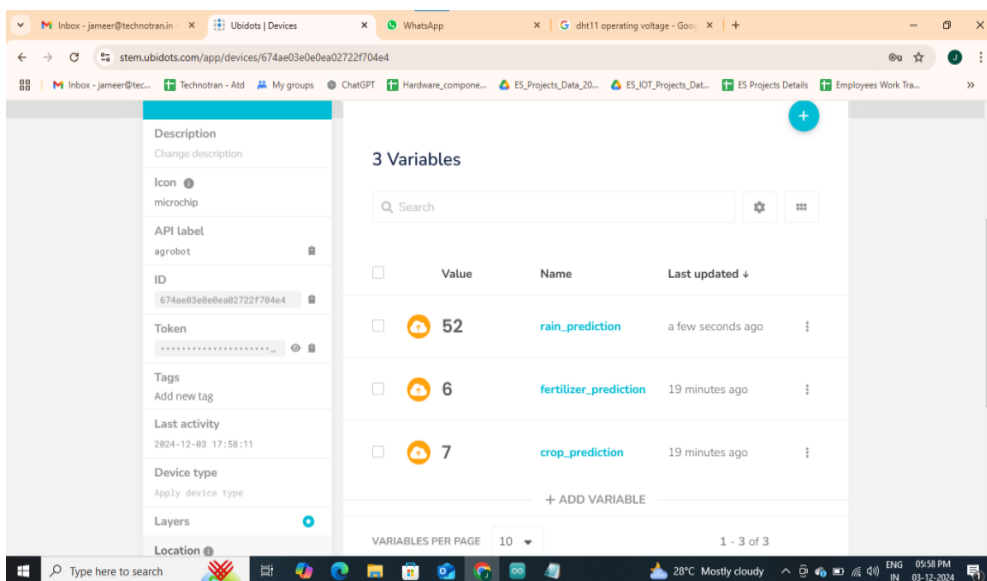 Inbox - jameer@technotran.in -
Ubidots | Devices
WhatsApp
dht11 operating voltage - Goog
stem.ubidots.com/app/devices/674ae03e0e0ea02722f704e4
Inbox - jameer@tec...
Technotran - Atd
My groups
ChatGPT
Hardware_compone...
ES_Projects_Data_20...
ES_IOT_Projects_Dat...
ES Projects Details
Employees Work Tra...
Description
Change description
Icon
microchip
API label
agrobot
ID
674ae03e0e0ea02722f704e4
Token
Tags
Add new tag
Last activity
2024-12-03 17:58:11
Device type
Apply device type
Layers
Location
3 Variables
Search
Value Name Last updated ↓
52 rain_prediction a few seconds ago
6 fertilizer_prediction 19 minutes ago
7 crop_prediction 19 minutes ago
+ ADD VARIABLE
VARIABLES PER PAGE 10 1 - 3 of 3
Type here to search
28°C Mostly cloudy
ENG
IN
05:58 PM
03-12-2024